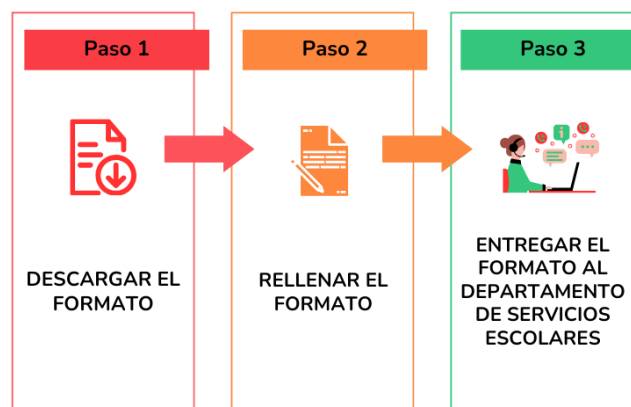 Paso 1
DESCARGAR EL
FORMATO
Paso 2
RELLENAR EL
FORMATO
Paso 3
ENTREGAR EL
FORMATO AL
DEPARTAMENTO
DE SERVICIOS
ESCOLARES